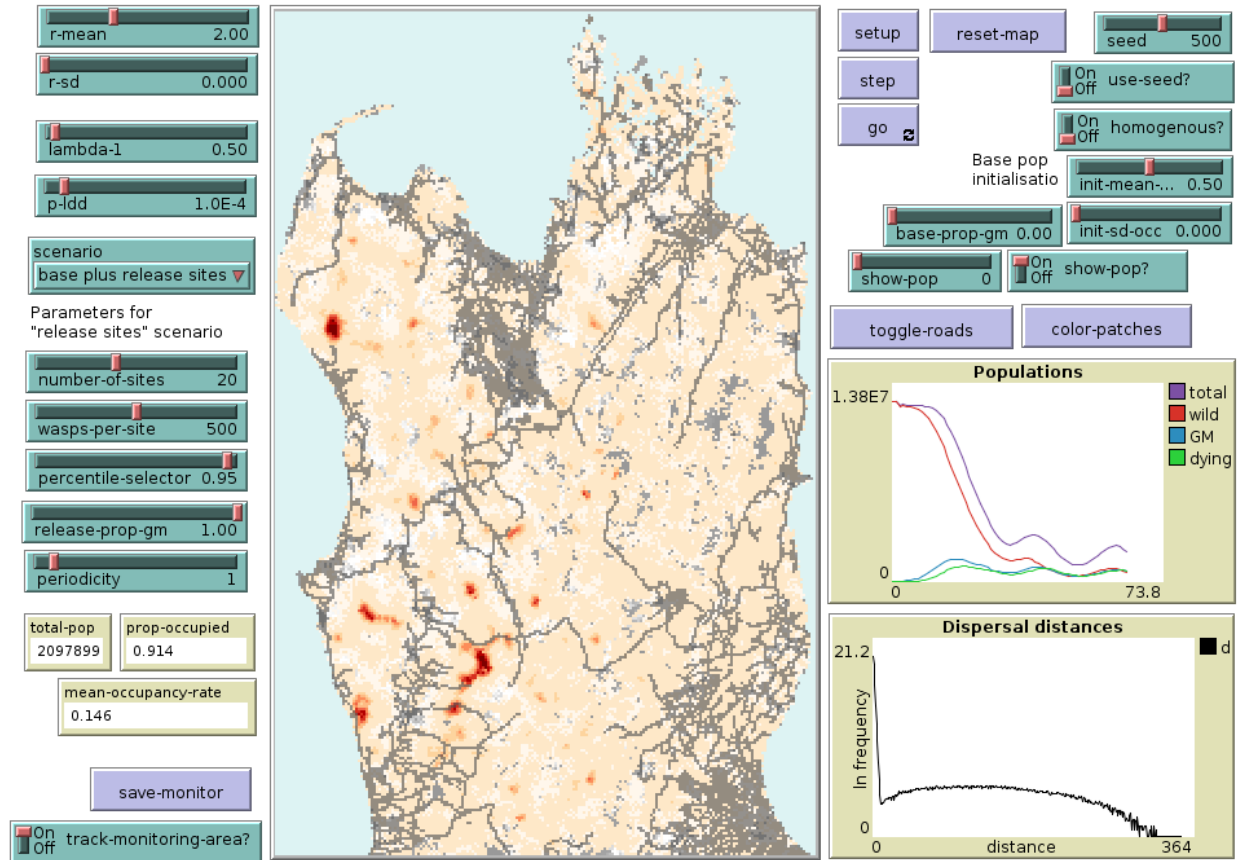 r-mean 2.00
r-sd 0.000
lambda-1 0.50
p-ldd 1.0E-4
scenario
base plus release sites
Parameters for
"release sites" scenario
number-of-sites 20
wasps-per-site 500
percentile-selector 0.95
release-prop-gm 1.00
periodicity 1
total-pop
2097899
prop-occupied
0.914
mean-occupancy-rate
0.146
save-monitor
On
Off
track-monitoring-area?
setup
reset-map
seed 500
step
On
Off
use-seed?
go
On
Off
homogenous?
Base pop
initialisatio
init-mean-... 0.50
base-prop-gm 0.00
init-sd-occ 0.000
show-pop 0
On
Off
show-pop?
toggle-roads
color-patches
Populations
1.38E7
0
0
73.8
total
wild
GM
dying
Dispersal distances
21.2
ln frequency
0
0
distance
364
d